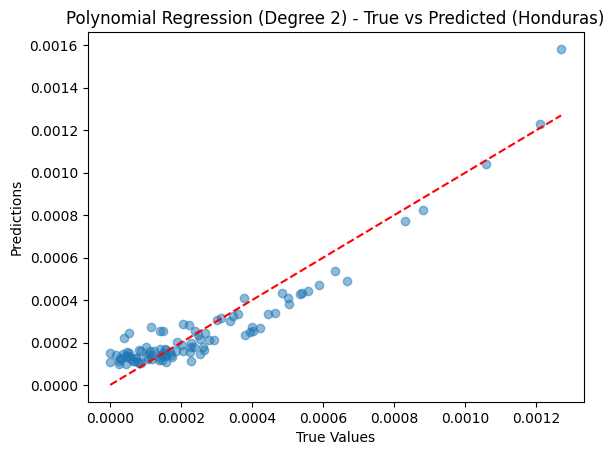 Polynomial Regression (Degree 2) - True vs Predicted (Honduras)
0.0016
0.0014
0.0012
0.0010
0.0008
0.0006
0.0004
0.0002
0.0000
Predictions
0.0000 0.0002 0.0004 0.0006 0.0008 0.0010 0.0012
True Values